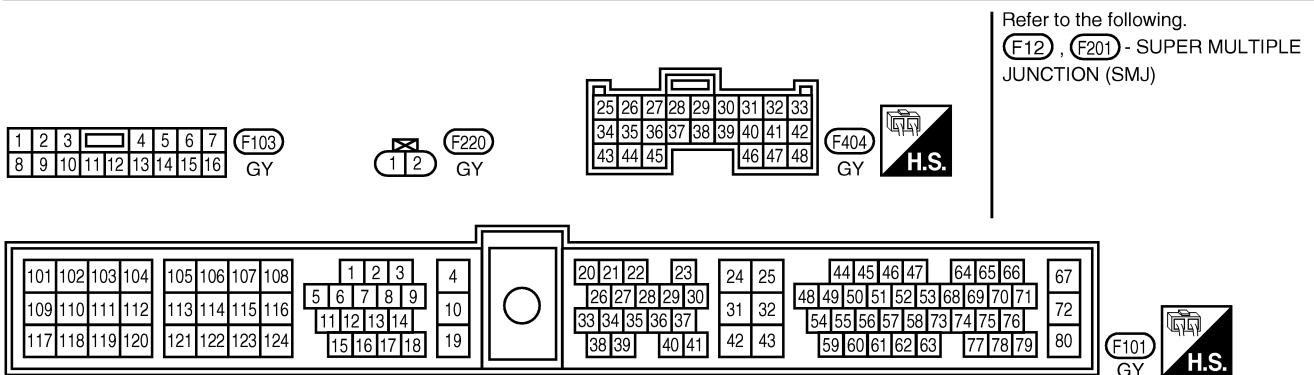 Refer to the following.
F12 , F201 - SUPER MULTIPLE
JUNCTION (SMJ)
1 2 3 4 5 6 7
8 9 10 11 12 13 14 15 16
F103
GY
1 2
F220
GY
25 26 27 28 29 30 31 32 33
34 35 36 37 38 39 40 41 42
43 44 45 46 47 48
F404
GY
H.S.
101 102 103 104 105 106 107 108 1 2 3 4 20 21 22 23 24 25 44 45 46 47 64 65 66 67
5 6 7 8 9 26 27 28 29 30 48 49 50 51 52 53 68 69 70 71
109 110 111 112 113 114 115 116 10 31 32 72
11 12 13 14 33 34 35 36 37 54 55 56 57 58 73 74 75 76
117 118 119 120 121 122 123 124 15 16 17 18 19 38 39 40 41 42 43 59 60 61 62 63 77 78 79 80
F101
GY
H.S.